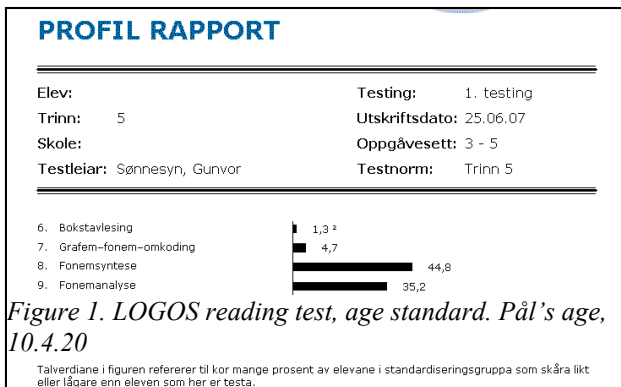 PROFIL RAPPORT
Elev: Testing: 1. testing
Trinn: 5 Utskriftsdato: 25.06.07
Skole: Oppgåvesett: 3 - 5
Testleiar: Sønnesyn, Gunvor Testnorm: Trinn 5
6. Bokstavlesing 1,3 ²
7. Grafem-fonem-omkoding 4,7
8. Fonemsyntese 44,8
9. Fonemanalyse 35,2
Figure 1. LOGOS reading test, age standard. Pål's age,
10.4.20
Talverdiane i figuren refererer til kor mange prosent av elevane i standardiseringsgruppa som skåra likt
eller lågare enn eleven som her er testa.